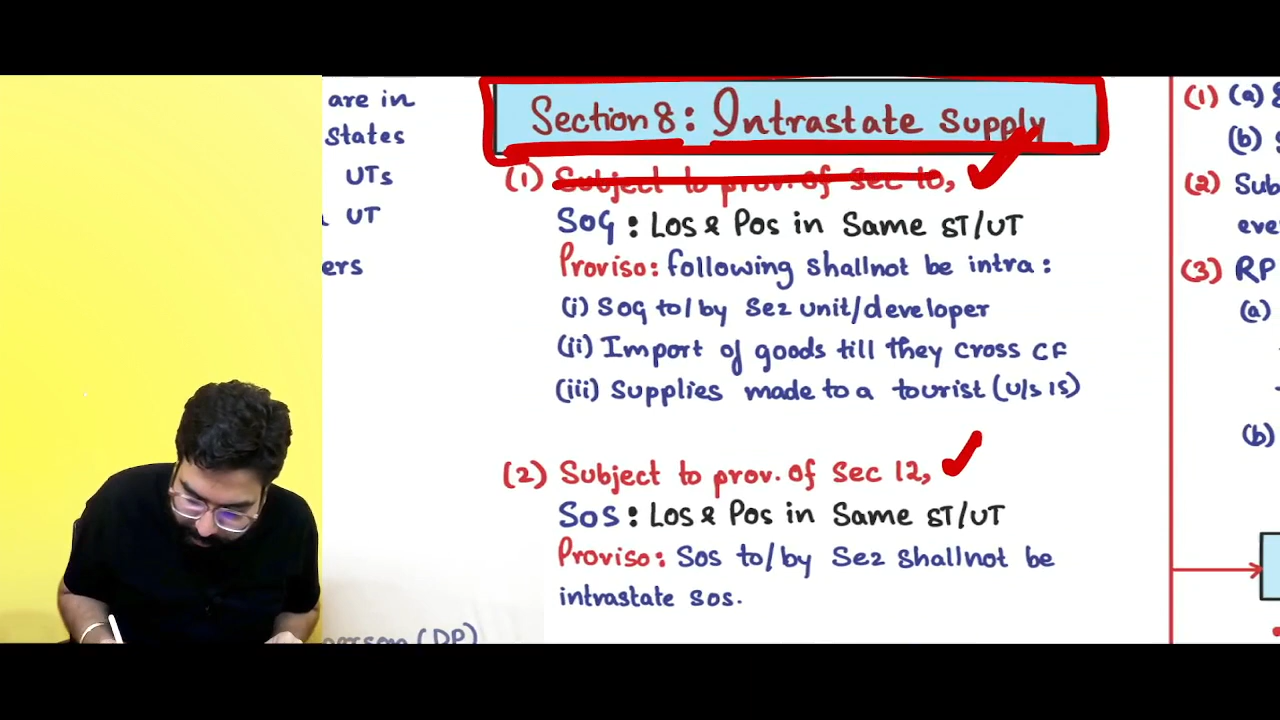 are in
States
UTs
UT
ers
person (DP)
Section 8: Intrastate Supply
(1) Subject to prov. of Sec 10,
SOG : LOS & POS in Same ST/UT
Proviso: following shall not be intra :
(i) SOG to/by SEZ unit/developer
(ii) Import of goods till they cross CF
(iii) Supplies made to a tourist (u/s 15)
(2) Subject to prov. of Sec 12,
SOS : LOS & POS in Same ST/UT
Proviso: SOS to/by SEZ shall not be
intrastate SOS.
(1) (a)
(b)
(2) Sub
eve
(3) RP
(a)
(b)